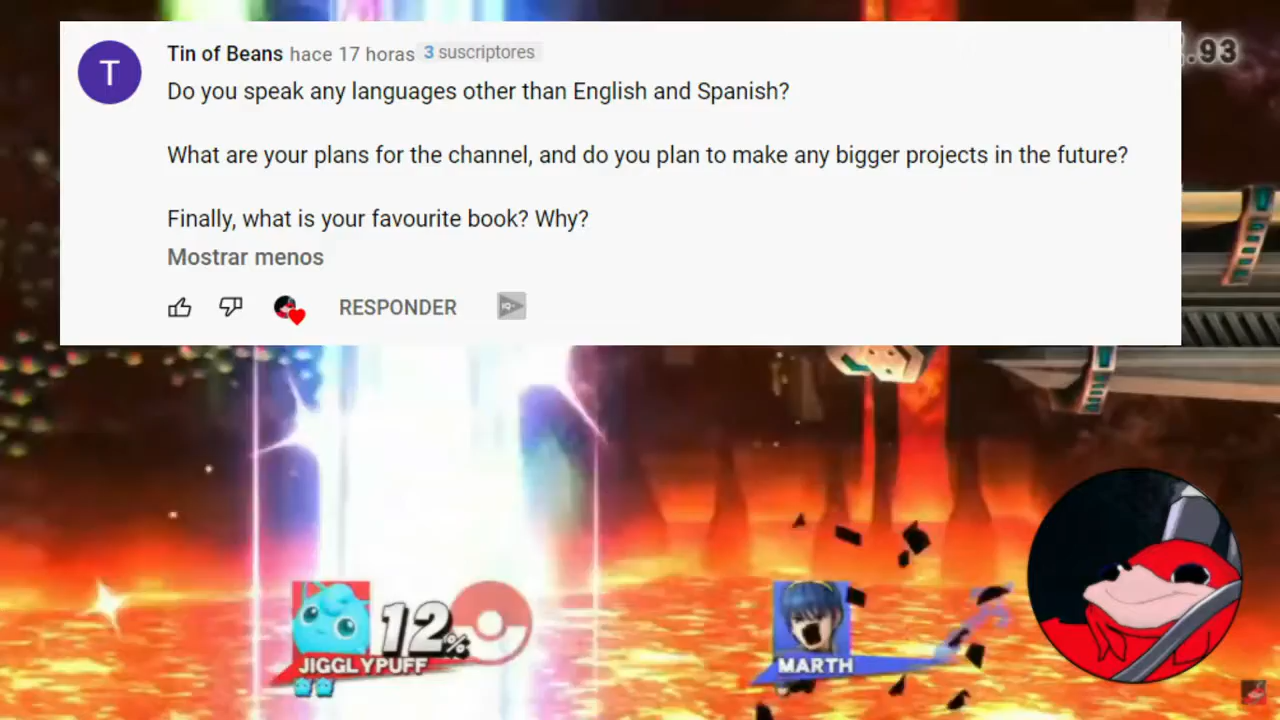 T
Tin of Beans hace 17 horas 3 suscriptores
Do you speak any languages other than English and Spanish?
What are your plans for the channel, and do you plan to make any bigger projects in the future?
Finally, what is your favourite book? Why?
Mostrar menos
RESPONDER
.93
12%
JIGGLYPUFF
MARTH